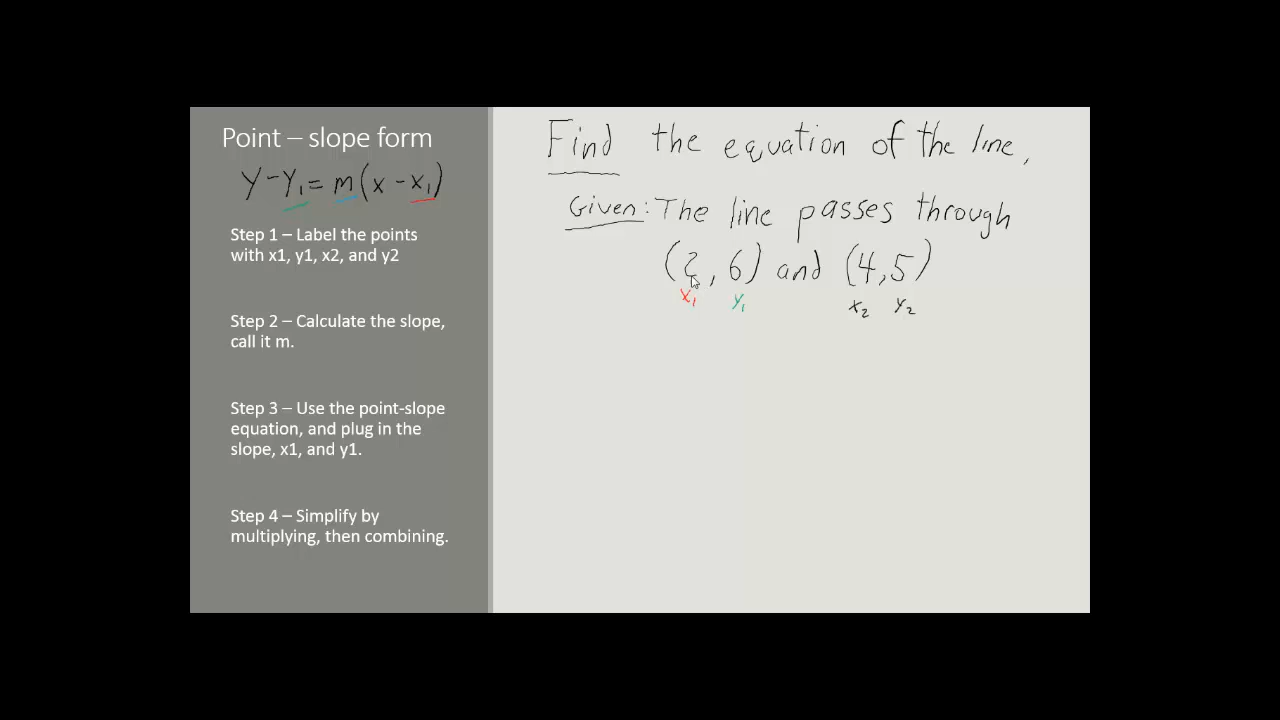 Point – slope form
y - y₁ = m(x - x₁)
Step 1 – Label the points
with x1, y1, x2, and y2
Step 2 – Calculate the slope,
call it m.
Step 3 – Use the point-slope
equation, and plug in the
slope, x1, and y1.
Step 4 – Simplify by
multiplying, then combining.
Find the equation of the line,
Given: The line passes through
(2, 6) and (4,5)
x₁ y₁ x₂ y₂